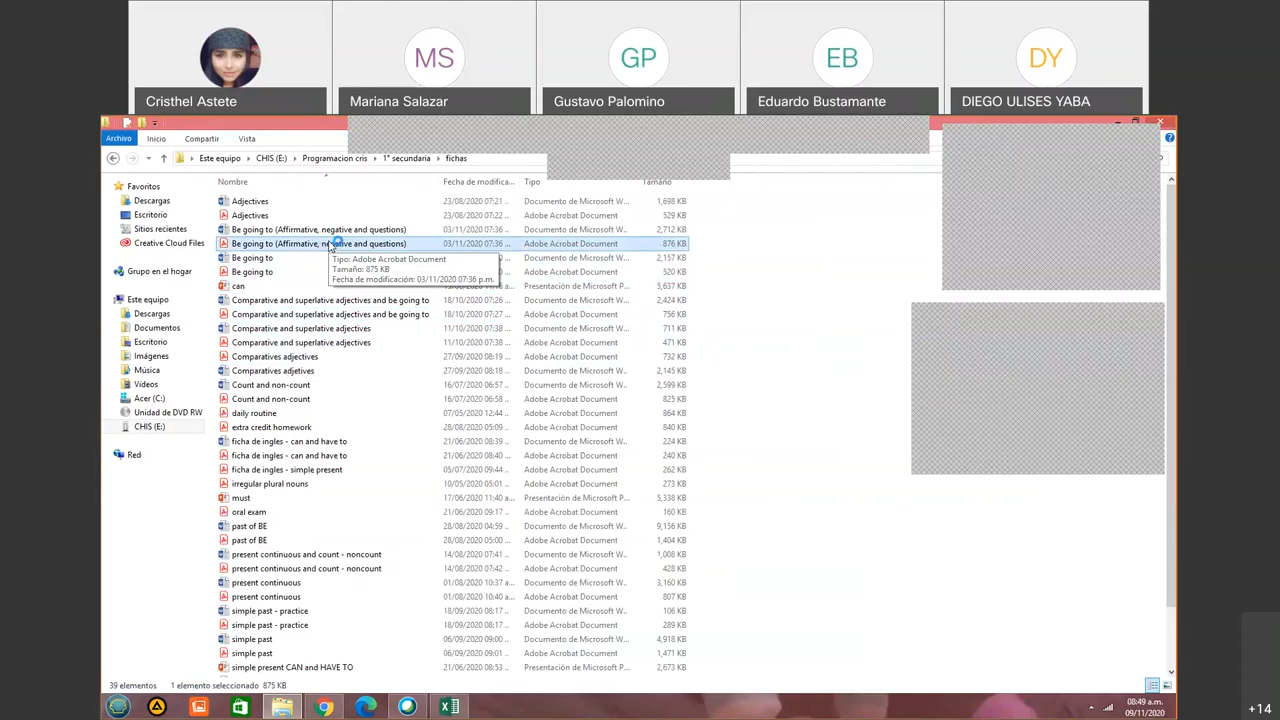 MS
GP
EB
DY
Cristhel Astete
Mariana Salazar
Gustavo Palomino
Eduardo Bustamante
DIEGO ULISES YABA
Archivo Inicio Compartir Vista
Este equipo CHIS (E:) Programacion cris 1° secundaria fichas
Nombre Fecha de modifica... Tipo Tamaño
Favoritos
Descargas
Escritorio
Sitios recientes
Creative Cloud Files
Grupo en el hogar
Este equipo
Descargas
Documentos
Escritorio
Imágenes
Música
Vídeos
Acer (C:)
Unidad de DVD RW
CHIS (E:)
Red
Adjectives 23/08/2020 07:21 .. Documento de Microsoft W... 1,698 KB
Adjectives 23/08/2020 07:22 .. Adobe Acrobat Document 529 KB
Be going to (Affirmative, negative and questions) 03/11/2020 07:36 .. Documento de Microsoft W... 2,712 KB
Be going to (Affirmative, negative and questions) 03/11/2020 07:36 .. Adobe Acrobat Document 876 KB
Be going to Documento de Microsoft W... 2,157 KB
Be going to Adobe Acrobat Document 520 KB
Tipo: Adobe Acrobat Document
Tamaño: 875 KB
Fecha de modificación: 03/11/2020 07:36 p.m.
can Presentación de Microsoft P... 5,637 KB
Comparative and superlative adjectives and be going to 18/10/2020 07:26 .. Documento de Microsoft W... 2,424 KB
Comparative and superlative adjectives and be going to 18/10/2020 07:27 .. Adobe Acrobat Document 756 KB
Comparative and superlative adjectives 11/10/2020 07:38 .. Documento de Microsoft W... 711 KB
Comparative and superlative adjectives 11/10/2020 07:38 .. Adobe Acrobat Document 471 KB
Comparatives adjectives 27/09/2020 08:19 .. Adobe Acrobat Document 732 KB
Comparatives adjetives 27/09/2020 08:18 .. Documento de Microsoft W... 2,145 KB
Count and non-count 16/07/2020 06:57 .. Documento de Microsoft W... 2,599 KB
Count and non-count 16/07/2020 06:58 .. Adobe Acrobat Document 825 KB
daily routine 07/05/2020 12:44 .. Adobe Acrobat Document 864 KB
extra credit homework 28/08/2020 05:09 .. Adobe Acrobat Document 840 KB
ficha de ingles - can and have to 21/06/2020 08:39 .. Documento de Microsoft W... 224 KB
ficha de ingles - can and have to 21/06/2020 08:40 .. Adobe Acrobat Document 240 KB
ficha de ingles - simple present 05/07/2020 09:44 .. Adobe Acrobat Document 262 KB
irregular plural nouns 10/05/2020 05:01 .. Adobe Acrobat Document 273 KB
must 17/06/2020 11:40 a... Presentación de Microsoft P... 5,338 KB
oral exam 21/06/2020 09:17 .. Adobe Acrobat Document 160 KB
past of BE 28/08/2020 04:59 .. Documento de Microsoft W... 9,156 KB
past of BE 28/08/2020 05:00 .. Adobe Acrobat Document 1,404 KB
present continuous and count - noncount 14/08/2020 07:41 .. Documento de Microsoft W... 1,008 KB
present continuous and count - noncount 14/08/2020 07:42 .. Adobe Acrobat Document 428 KB
present continuous 01/08/2020 10:37 a... Documento de Microsoft W... 3,160 KB
present continuous 01/08/2020 10:40 a... Adobe Acrobat Document 807 KB
simple past - practice 18/09/2020 08:17 .. Documento de Microsoft W... 106 KB
simple past - practice 18/09/2020 08:17 .. Adobe Acrobat Document 289 KB
simple past 06/09/2020 09:00 .. Documento de Microsoft W... 4,918 KB
simple past 06/09/2020 09:01 .. Adobe Acrobat Document 1,471 KB
simple present CAN and HAVE TO 21/06/2020 08:53 .. Presentación de Microsoft P... 2,673 KB
39 elementos 1 elemento seleccionado 875 KB
08:49 a.m.
09/11/2020
+14